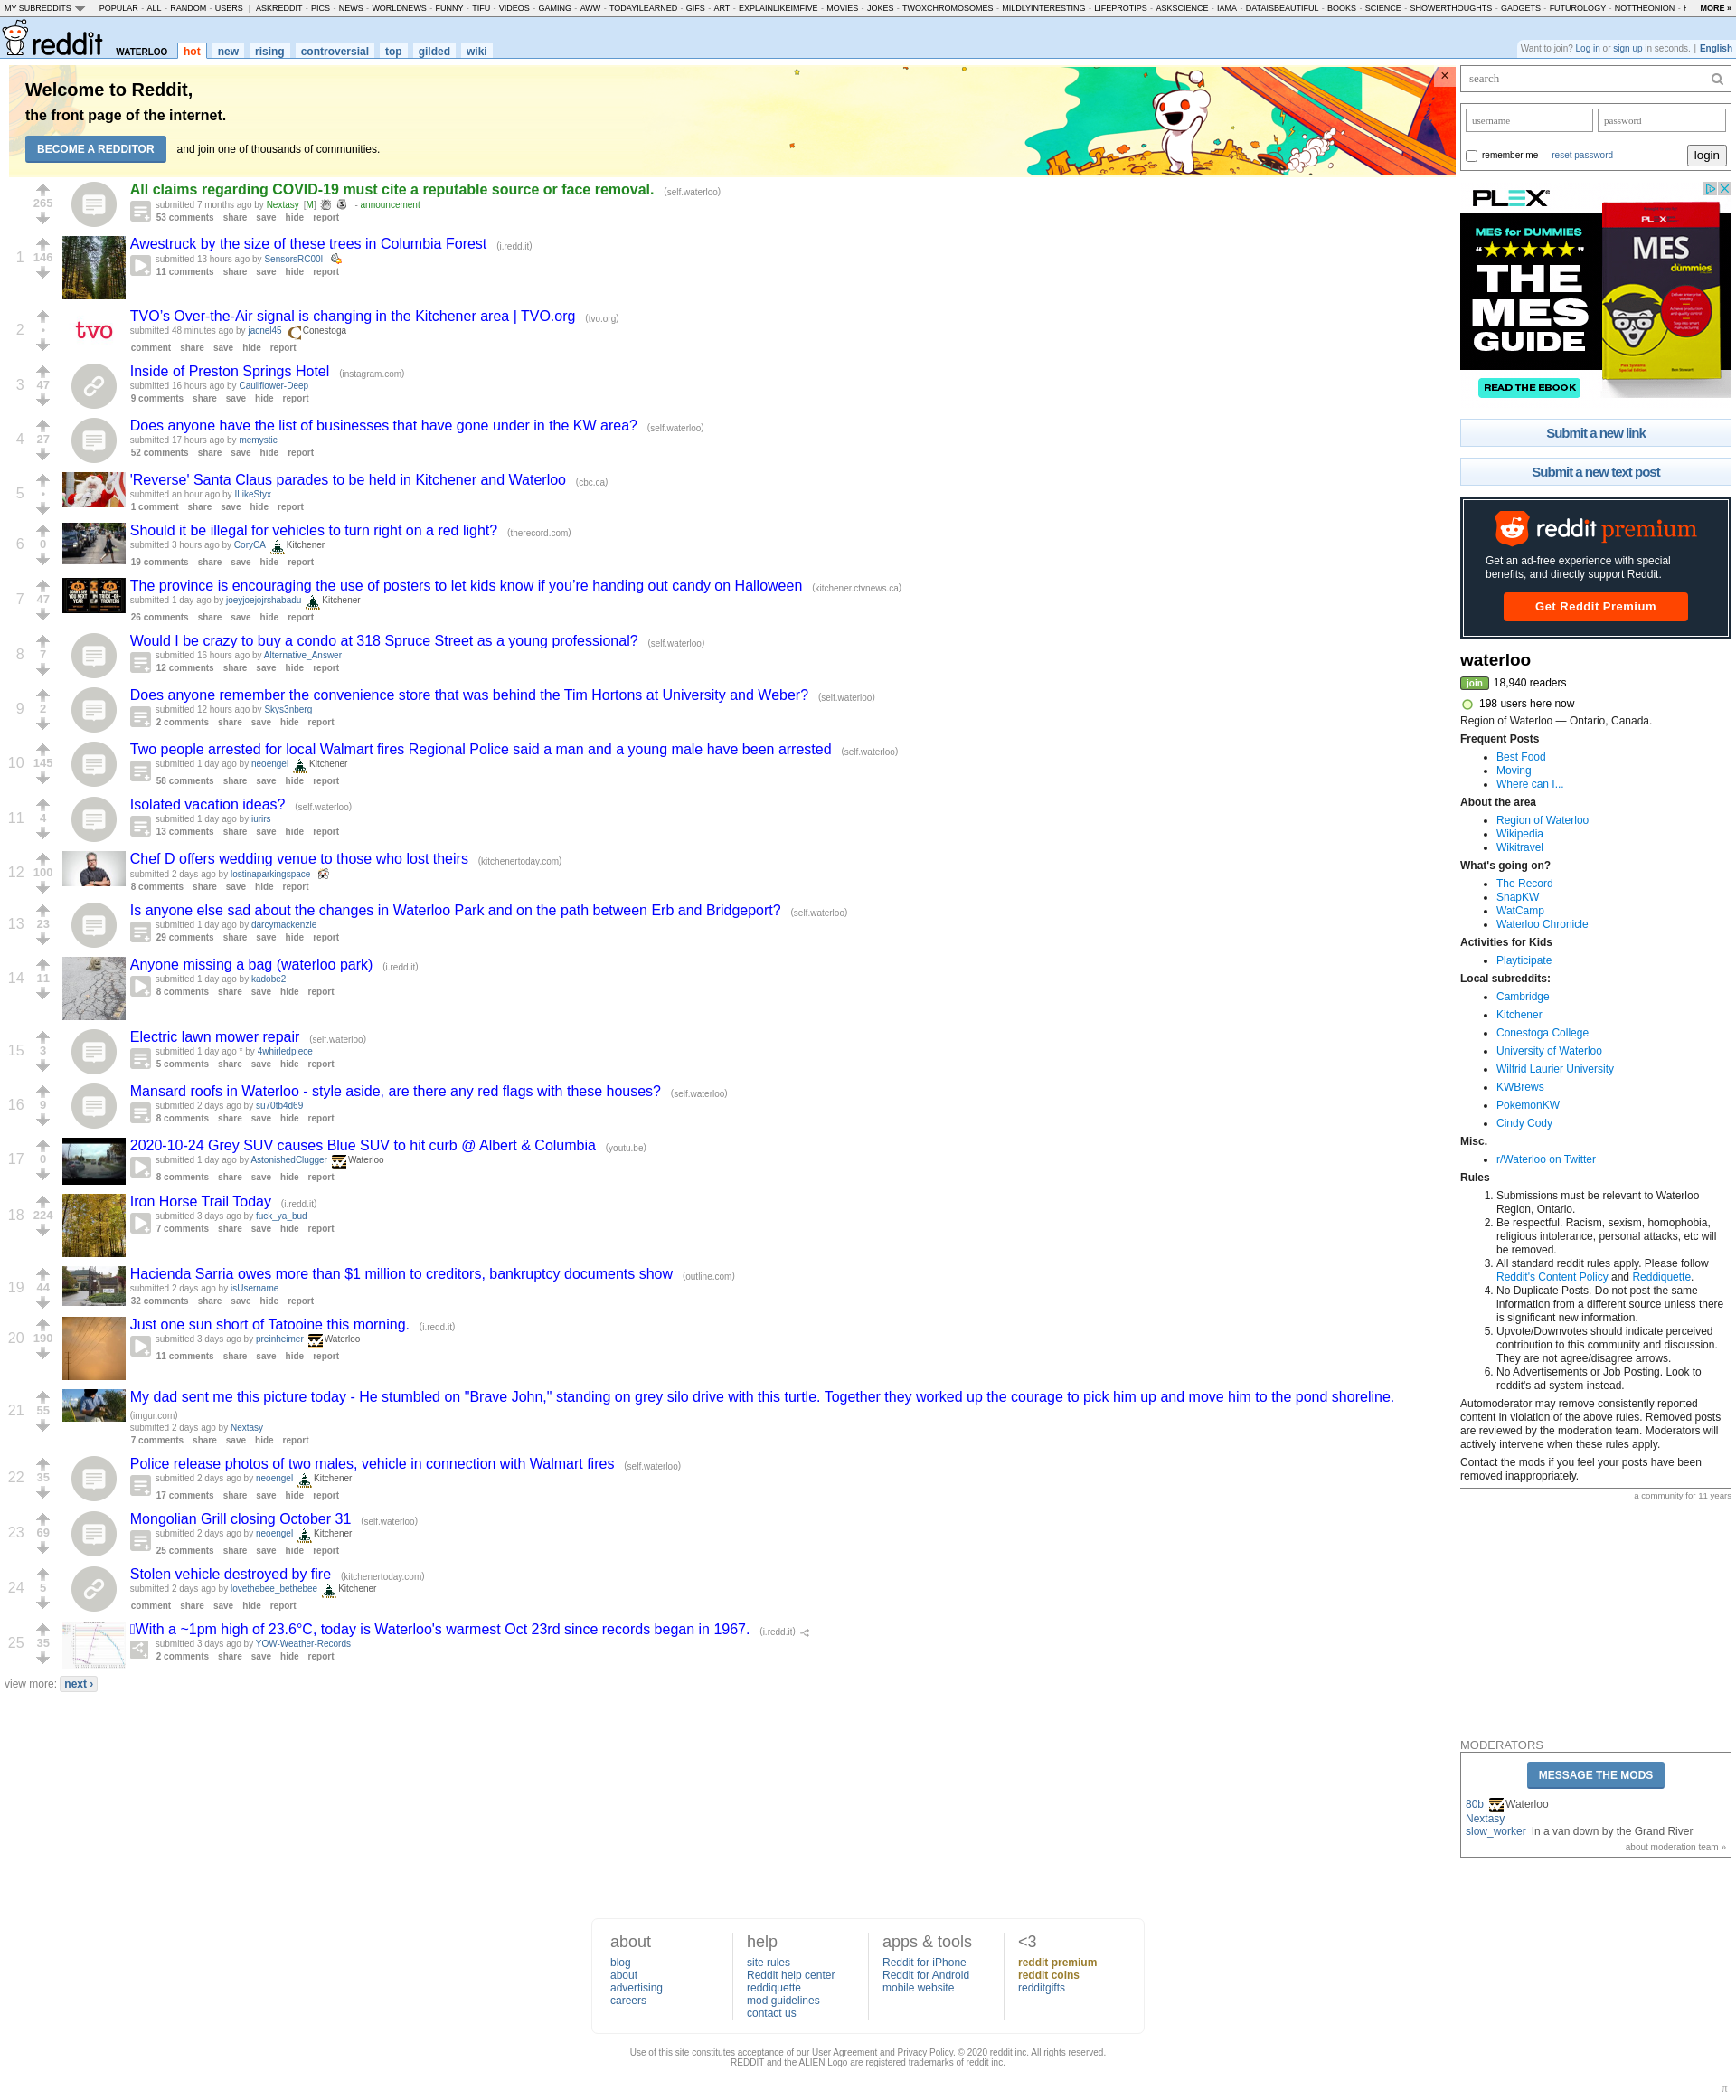 MY SUBREDDITS POPULAR - ALL - RANDOM - USERS | ASKREDDIT - PICS - NEWS - WORLDNEWS - FUNNY - TIFU - VIDEOS - GAMING - AWW - TODAYILEARNED - GIFS - ART - EXPLAINLIKEIMFIVE - MOVIES - JOKES - TWOXCHROMOSOMES - MILDLYINTERESTING - LIFEPROTIPS - ASKSCIENCE - IAMA - DATAISBEAUTIFUL - BOOKS - SCIENCE - SHOWERTHOUGHTS - GADGETS - FUTUROLOGY - NOTTHEONION - MORE »
reddit WATERLOO hot new rising controversial top gilded wiki
Want to join? Log in or sign up in seconds. | English
Welcome to Reddit,
the front page of the internet.
BECOME A REDDITOR and join one of thousands of communities.
×
265
All claims regarding COVID-19 must cite a reputable source or face removal. (self.waterloo)
submitted 7 months ago by Nextasy [M] - announcement
53 comments share save hide report
1 146
Awestruck by the size of these trees in Columbia Forest (i.redd.it)
submitted 13 hours ago by SensorsRC00l
11 comments share save hide report
2 •
tvo
TVO's Over-the-Air signal is changing in the Kitchener area | TVO.org (tvo.org)
submitted 48 minutes ago by jacnel45 Conestoga
comment share save hide report
3 47
Inside of Preston Springs Hotel (instagram.com)
submitted 16 hours ago by Cauliflower-Deep
9 comments share save hide report
4 27
Does anyone have the list of businesses that have gone under in the KW area? (self.waterloo)
submitted 17 hours ago by memystic
52 comments share save hide report
5 •
'Reverse' Santa Claus parades to be held in Kitchener and Waterloo (cbc.ca)
submitted an hour ago by ILikeStyx
1 comment share save hide report
6 0
Should it be illegal for vehicles to turn right on a red light? (therecord.com)
submitted 3 hours ago by CoryCA Kitchener
19 comments share save hide report
7 47
The province is encouraging the use of posters to let kids know if you're handing out candy on Halloween (kitchener.ctvnews.ca)
submitted 1 day ago by joeyjoejojrshabadu Kitchener
26 comments share save hide report
8 7
Would I be crazy to buy a condo at 318 Spruce Street as a young professional? (self.waterloo)
submitted 16 hours ago by Alternative_Answer
12 comments share save hide report
9 2
Does anyone remember the convenience store that was behind the Tim Hortons at University and Weber? (self.waterloo)
submitted 12 hours ago by Skys3nberg
2 comments share save hide report
10 145
Two people arrested for local Walmart fires Regional Police said a man and a young male have been arrested (self.waterloo)
submitted 1 day ago by neoengel Kitchener
58 comments share save hide report
11 4
Isolated vacation ideas? (self.waterloo)
submitted 1 day ago by iurirs
13 comments share save hide report
12 100
Chef D offers wedding venue to those who lost theirs (kitchenertoday.com)
submitted 2 days ago by lostinaparkingspace
8 comments share save hide report
13 23
Is anyone else sad about the changes in Waterloo Park and on the path between Erb and Bridgeport? (self.waterloo)
submitted 1 day ago by darcymackenzie
29 comments share save hide report
14 11
Anyone missing a bag (waterloo park) (i.redd.it)
submitted 1 day ago by kadobe2
8 comments share save hide report
15 3
Electric lawn mower repair (self.waterloo)
submitted 1 day ago * by 4whirledpiece
5 comments share save hide report
16 9
Mansard roofs in Waterloo - style aside, are there any red flags with these houses? (self.waterloo)
submitted 2 days ago by su70tb4d69
8 comments share save hide report
17 0
2020-10-24 Grey SUV causes Blue SUV to hit curb @ Albert & Columbia (youtu.be)
submitted 1 day ago by AstonishedClugger Waterloo
8 comments share save hide report
18 224
Iron Horse Trail Today (i.redd.it)
submitted 3 days ago by fuck_ya_bud
7 comments share save hide report
19 44
Hacienda Sarria owes more than $1 million to creditors, bankruptcy documents show (outline.com)
submitted 2 days ago by isUsername
32 comments share save hide report
20 190
Just one sun short of Tatooine this morning. (i.redd.it)
submitted 3 days ago by preinheimer Waterloo
11 comments share save hide report
21 55
My dad sent me this picture today - He stumbled on "Brave John," standing on grey silo drive with this turtle. Together they worked up the courage to pick him up and move him to the pond shoreline.
(imgur.com)
submitted 2 days ago by Nextasy
7 comments share save hide report
22 35
Police release photos of two males, vehicle in connection with Walmart fires (self.waterloo)
submitted 2 days ago by neoengel Kitchener
17 comments share save hide report
23 69
Mongolian Grill closing October 31 (self.waterloo)
submitted 2 days ago by neoengel Kitchener
25 comments share save hide report
24 5
Stolen vehicle destroyed by fire (kitchenertoday.com)
submitted 2 days ago by lovethebee_bethebee Kitchener
comment share save hide report
25 35
With a ~1pm high of 23.6°C, today is Waterloo's warmest Oct 23rd since records began in 1967. (i.redd.it)
submitted 3 days ago by YOW-Weather-Records
2 comments share save hide report
view more: next ›
search
username password
remember me reset password login
PLEX
MES for DUMMIES
★★★★★
THE
MES
GUIDE
READ THE EBOOK
PLEX
MES
dummies
Submit a new link
Submit a new text post
reddit premium
Get an ad-free experience with special
benefits, and directly support Reddit.
Get Reddit Premium
waterloo
join 18,940 readers
198 users here now
Region of Waterloo — Ontario, Canada.
Frequent Posts
• Best Food
• Moving
• Where can I...
About the area
• Region of Waterloo
• Wikipedia
• Wikitravel
What's going on?
• The Record
• SnapKW
• WatCamp
• Waterloo Chronicle
Activities for Kids
• Playticipate
Local subreddits:
• Cambridge
• Kitchener
• Conestoga College
• University of Waterloo
• Wilfrid Laurier University
• KWBrews
• PokemonKW
• Cindy Cody
Misc.
• r/Waterloo on Twitter
Rules
1. Submissions must be relevant to Waterloo
Region, Ontario.
2. Be respectful. Racism, sexism, homophobia,
religious intolerance, personal attacks, etc will
be removed.
3. All standard reddit rules apply. Please follow
Reddit's Content Policy and Reddiquette.
4. No Duplicate Posts. Do not post the same
information from a different source unless there
is significant new information.
5. Upvote/Downvotes should indicate perceived
contribution to this community and discussion.
They are not agree/disagree arrows.
6. No Advertisements or Job Posting. Look to
reddit's ad system instead.
Automoderator may remove consistently reported
content in violation of the above rules. Removed posts
are reviewed by the moderation team. Moderators will
actively intervene when these rules apply.
Contact the mods if you feel your posts have been
removed inappropriately.
a community for 11 years
MODERATORS
MESSAGE THE MODS
80b Waterloo
Nextasy
slow_worker In a van down by the Grand River
about moderation team »
about
blog
about
advertising
careers
help
site rules
Reddit help center
reddiquette
mod guidelines
contact us
apps & tools
Reddit for iPhone
Reddit for Android
mobile website
<3
reddit premium
reddit coins
redditgifts
Use of this site constitutes acceptance of our User Agreement and Privacy Policy. © 2020 reddit inc. All rights reserved.
REDDIT and the ALIEN Logo are registered trademarks of reddit inc.
π